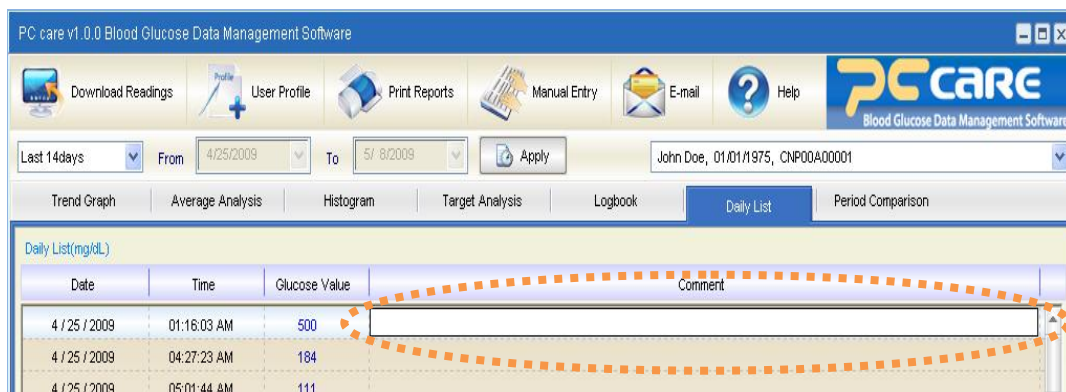 PC care v1.0.0 Blood Glucose Data Management Software
Download Readings Profile User Profile Print Reports Manual Entry E-mail ? Help PC care
Blood Glucose Data Management Software
Last 14days From 4/25/2009 To 5/ 8/2009 Apply John Doe, 01/01/1975, CNP00A00001
Trend Graph Average Analysis Histogram Target Analysis Logbook Daily List Period Comparison
Daily List(mg/dL)
Date Time Glucose Value Comment
4 / 25 / 2009 01:16:03 AM 500
4 / 25 / 2009 04:27:23 AM 184
4 / 25 / 2009 05:01:44 AM 111